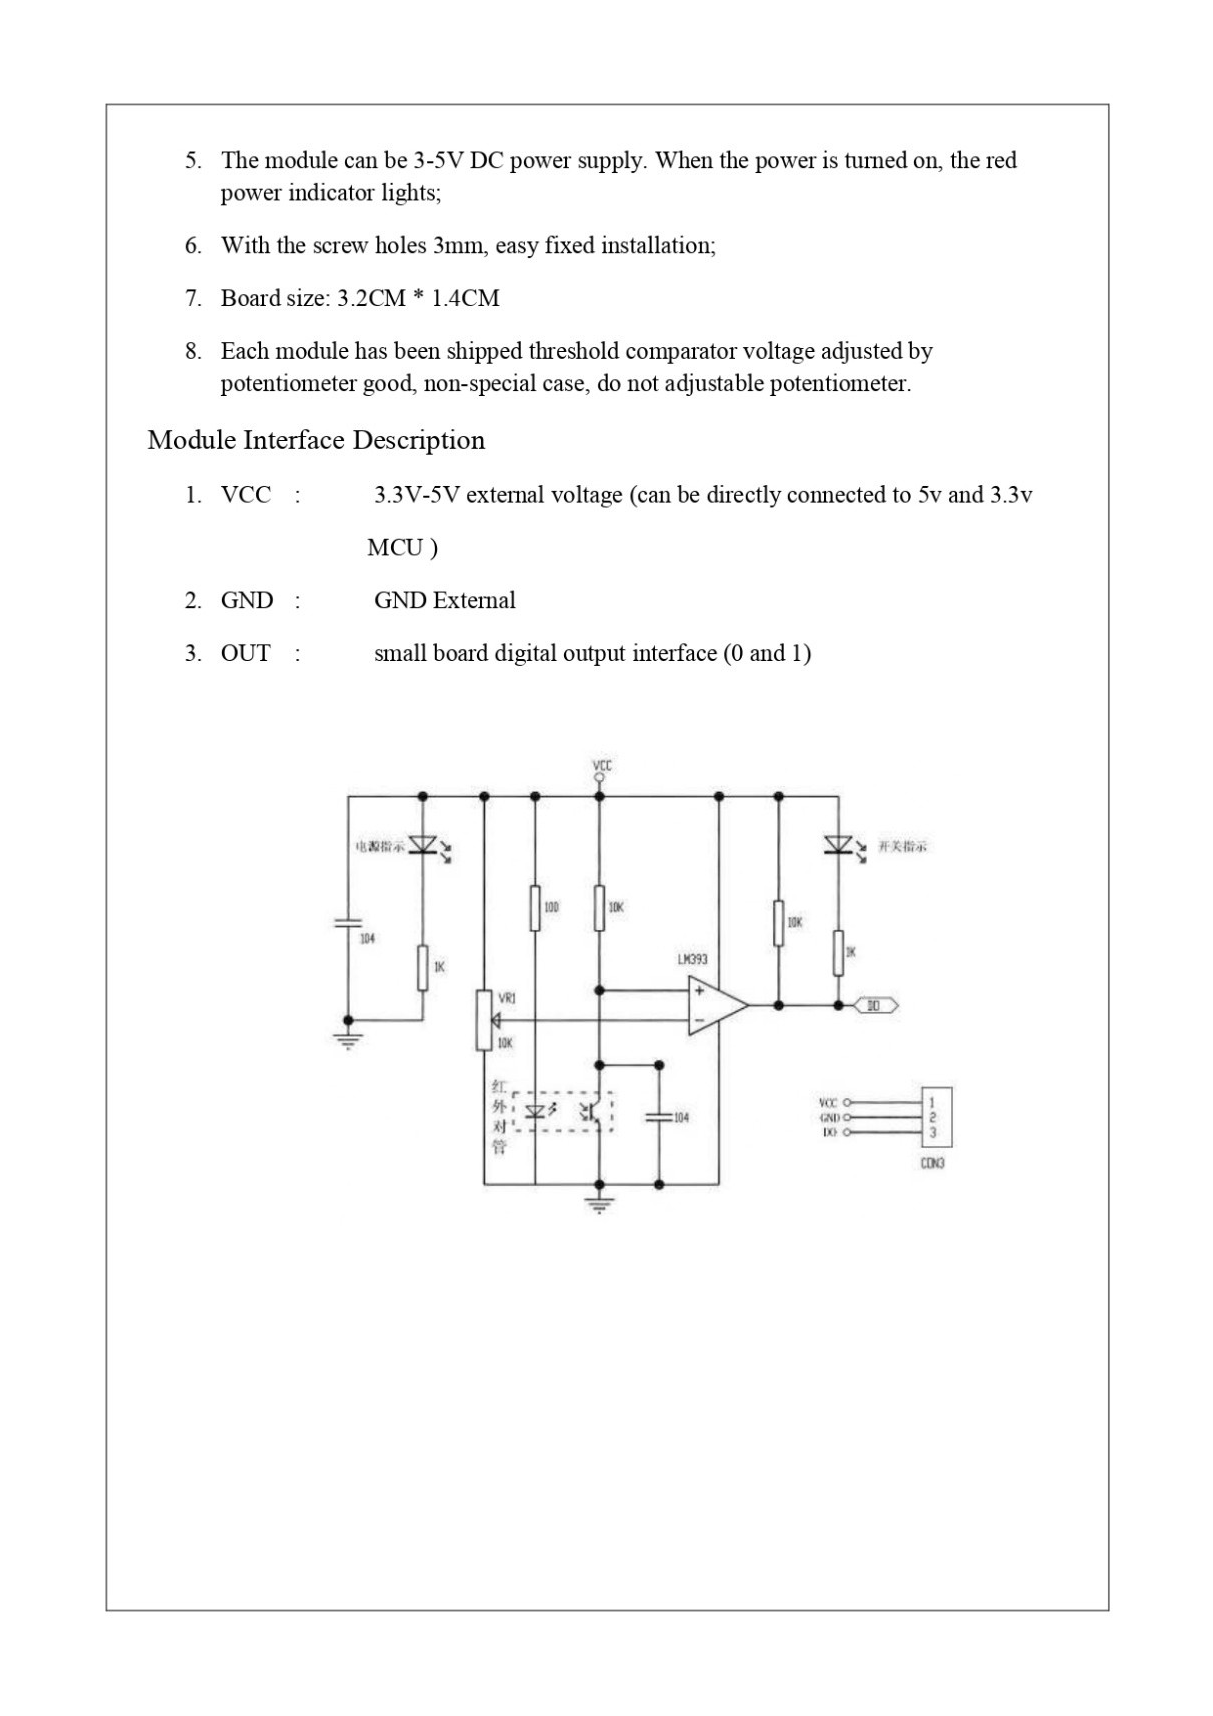 5. The module can be 3-5V DC power supply. When the power is turned on, the red
power indicator lights;
6. With the screw holes 3mm, easy fixed installation;
7. Board size: 3.2CM * 1.4CM
8. Each module has been shipped threshold comparator voltage adjusted by
potentiometer good, non-special case, do not adjustable potentiometer.
Module Interface Description
1. VCC : 3.3V-5V external voltage (can be directly connected to 5v and 3.3v
MCU )
2. GND : GND External
3. OUT : small board digital output interface (0 and 1)
VCC
电源指示
开关指示
100
10K
10K
104
1K
1K
LM393
+
−
VR1
10K
DO
红
外
对
管
104
VCC 1
GND 2
DO 3
CON3